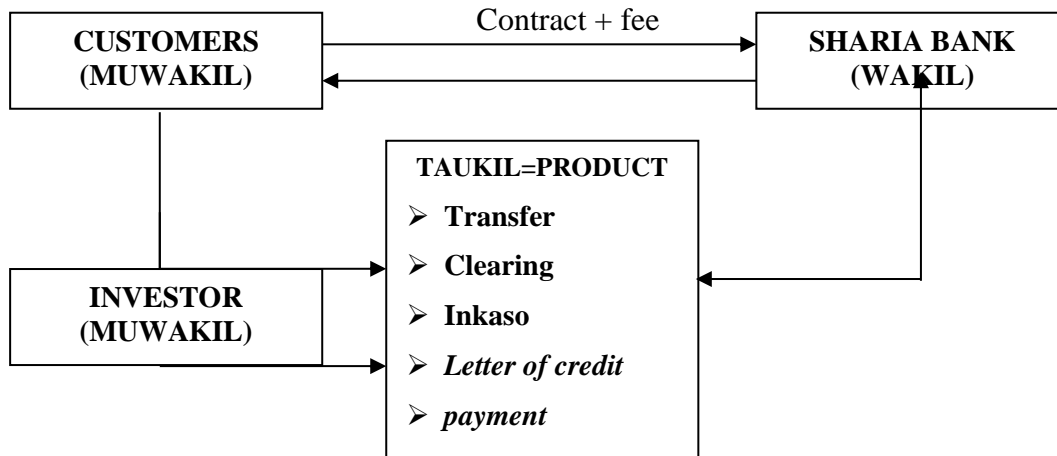 Contract + fee
CUSTOMERS
(MUWAKIL)
SHARIA BANK
(WAKIL)
TAUKIL=PRODUCT
➢ Transfer
➢ Clearing
➢ Inkaso
➢ Letter of credit
➢ payment
INVESTOR
(MUWAKIL)